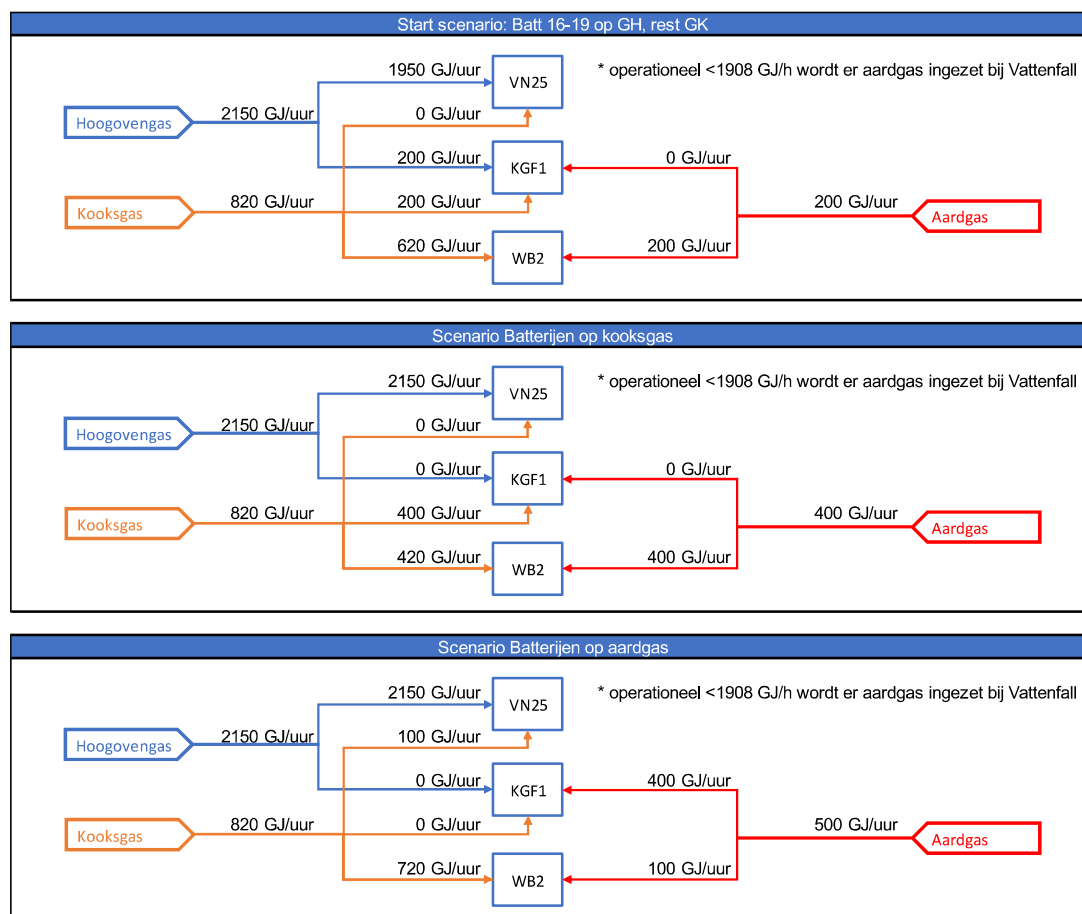 Start scenario: Batt 16-19 op GH, rest GK
1950 GJ/uur
VN25
* operationeel <1908 GJ/h wordt er aardgas ingezet bij Vattenfall
Hoogovengas
2150 GJ/uur
0 GJ/uur
200 GJ/uur
KGF1
0 GJ/uur
Kooksgas
820 GJ/uur
200 GJ/uur
200 GJ/uur
Aardgas
620 GJ/uur
WB2
200 GJ/uur
Scenario Batterijen op kooksgas
2150 GJ/uur
VN25
* operationeel <1908 GJ/h wordt er aardgas ingezet bij Vattenfall
Hoogovengas
2150 GJ/uur
0 GJ/uur
0 GJ/uur
KGF1
0 GJ/uur
Kooksgas
820 GJ/uur
400 GJ/uur
400 GJ/uur
Aardgas
420 GJ/uur
WB2
400 GJ/uur
Scenario Batterijen op aardgas
2150 GJ/uur
VN25
* operationeel <1908 GJ/h wordt er aardgas ingezet bij Vattenfall
Hoogovengas
2150 GJ/uur
100 GJ/uur
0 GJ/uur
KGF1
400 GJ/uur
Kooksgas
820 GJ/uur
0 GJ/uur
500 GJ/uur
Aardgas
720 GJ/uur
WB2
100 GJ/uur